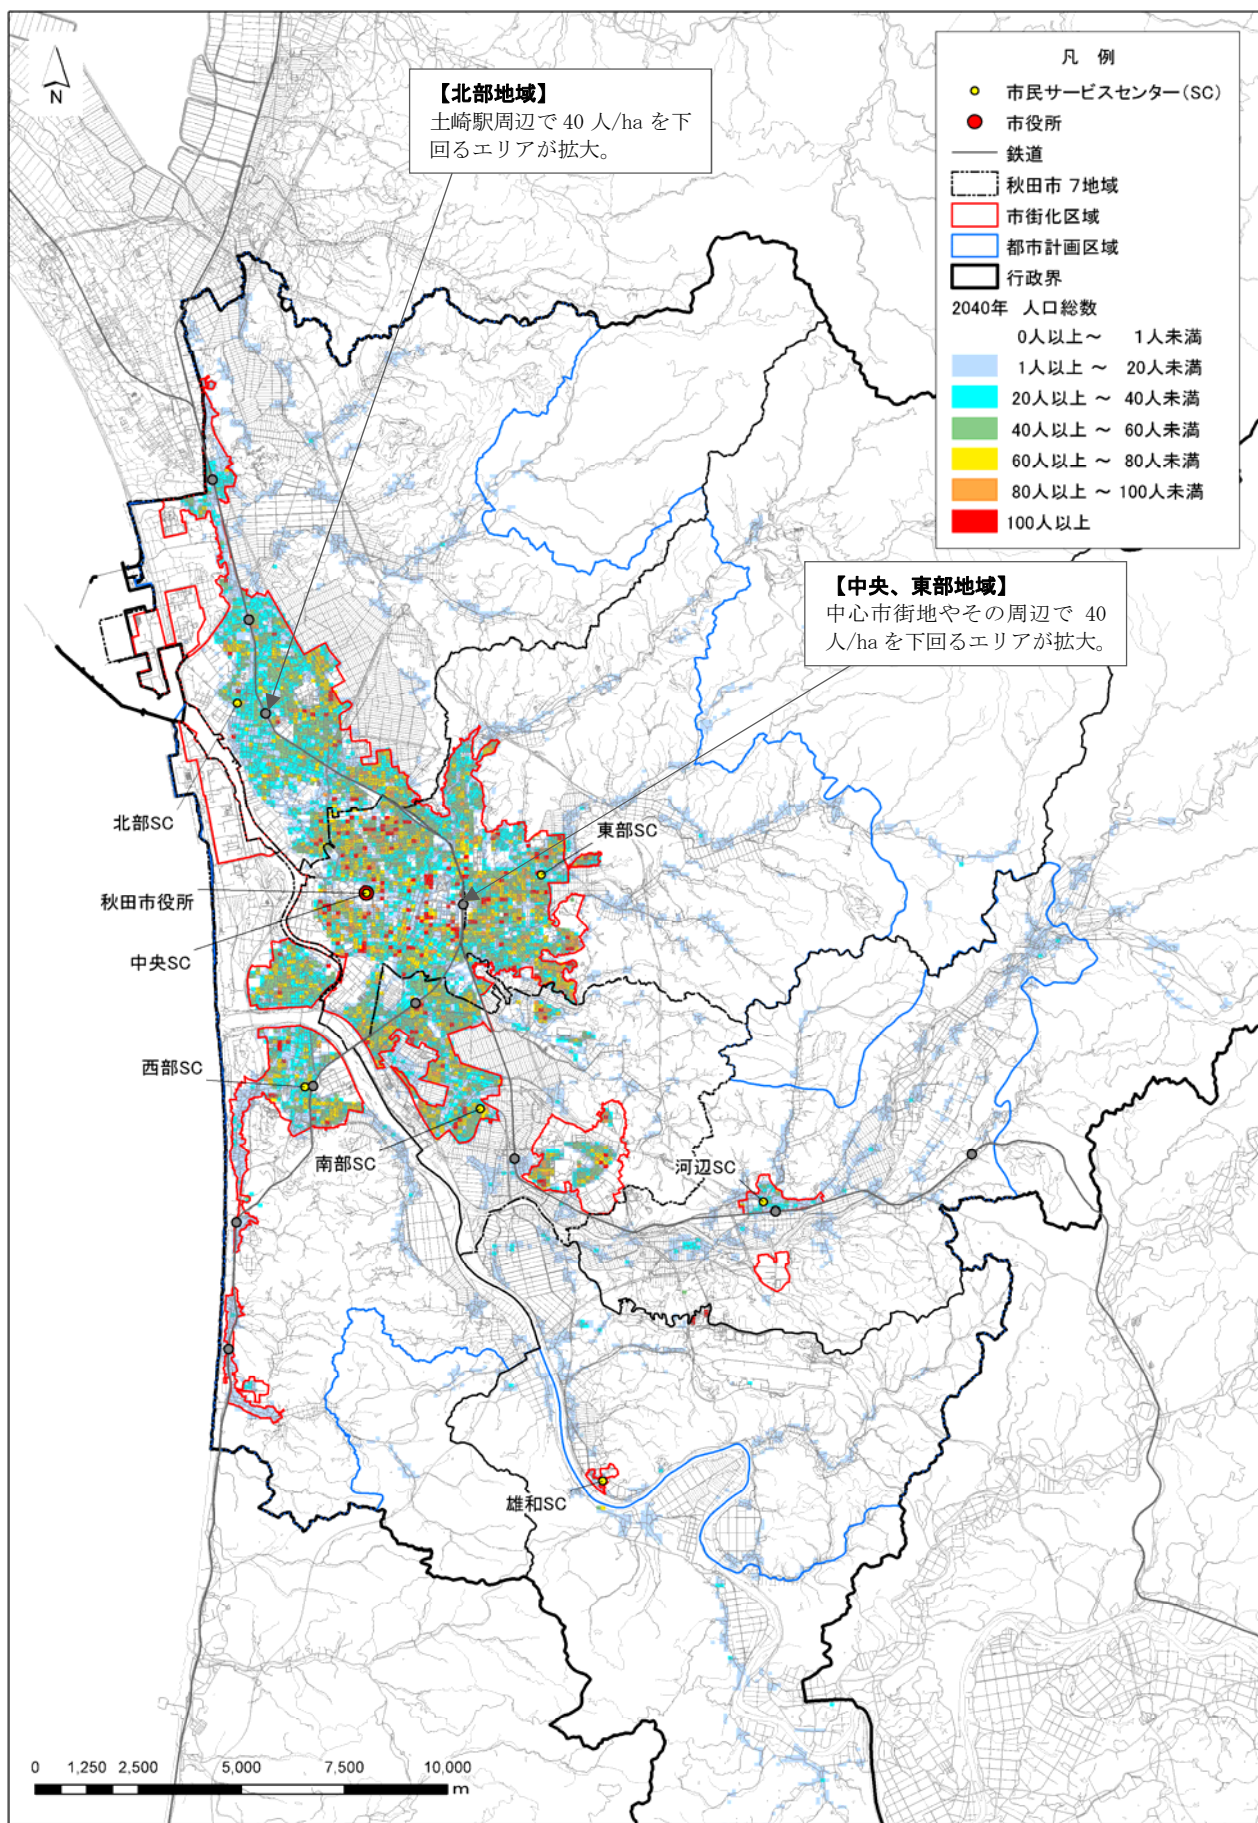 N
【北部地域】
土崎駅周辺で 40 人/ha を下
回るエリアが拡大。
凡 例
市民サービスセンター(SC)
市役所
鉄道
秋田市 7地域
市街化区域
都市計画区域
行政界
2040年 人口総数
0人以上～ 1人未満
1人以上 ～ 20人未満
20人以上 ～ 40人未満
40人以上 ～ 60人未満
60人以上 ～ 80人未満
80人以上 ～ 100人未満
100人以上
【中央、東部地域】
中心市街地やその周辺で 40
人/ha を下回るエリアが拡大。
北部SC
東部SC
秋田市役所
中央SC
西部SC
南部SC
河辺SC
雄和SC
0 1,250 2,500 5,000 7,500 10,000
m